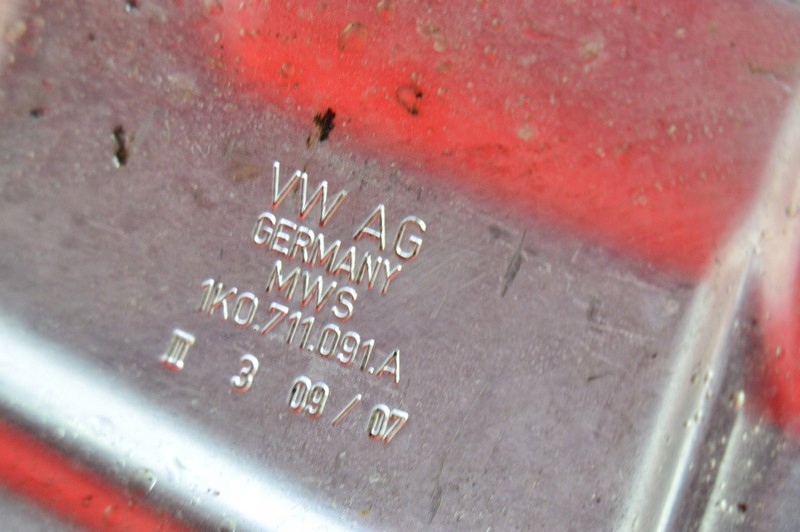 VW AG
GERMANY
MWS
1K0.711.091.A
III 3 09 / 07